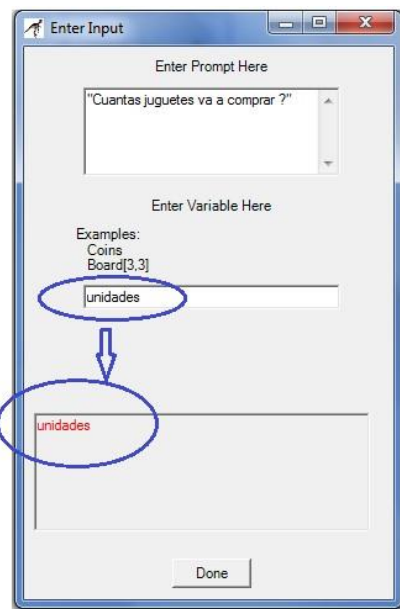 Enter Input
Enter Prompt Here
"Cuantas juguetes va a comprar ?"
Enter Variable Here
Examples:
Coins
Board[3,3]
unidades
unidades
Done